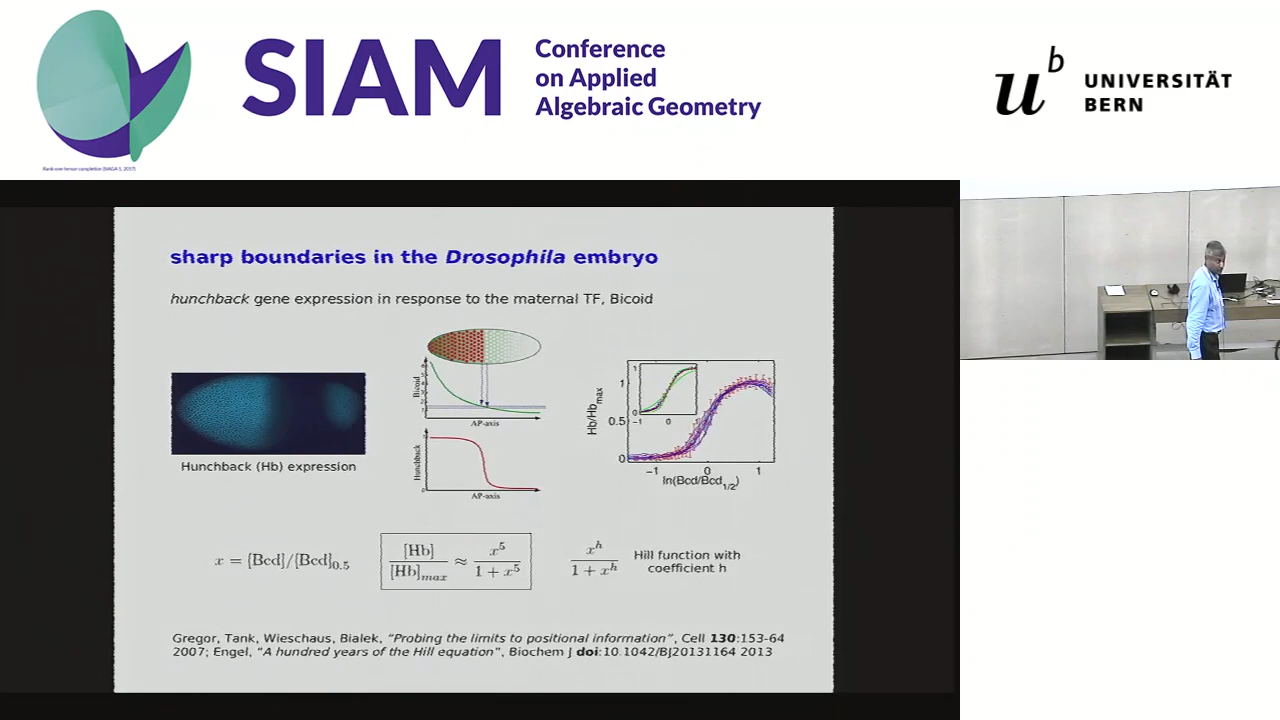 SIAM
Conference
on Applied
Algebraic Geometry
u^b
UNIVERSITÄT
BERN
sharp boundaries in the Drosophila embryo
hunchback gene expression in response to the maternal TF, Bicoid
Hunchback (Hb) expression
Bicoid
AP-axis
Hunchback
AP-axis
Hb/Hb_max
1
0.5
0
1
0
−1 0
−1 0 1
ln(Bcd/Bcd_1/2)
x = [Bcd]/[Bcd]_0.5
[Hb]/[Hb]_max ≈ x^5/(1 + x^5)
x^h/(1 + x^h)
Hill function with
coefficient h
Gregor, Tank, Wieschaus, Bialek, “Probing the limits to positional information”, Cell 130:153-64
2007; Engel, “A hundred years of the Hill equation”, Biochem J doi:10.1042/BJ20131164 2013